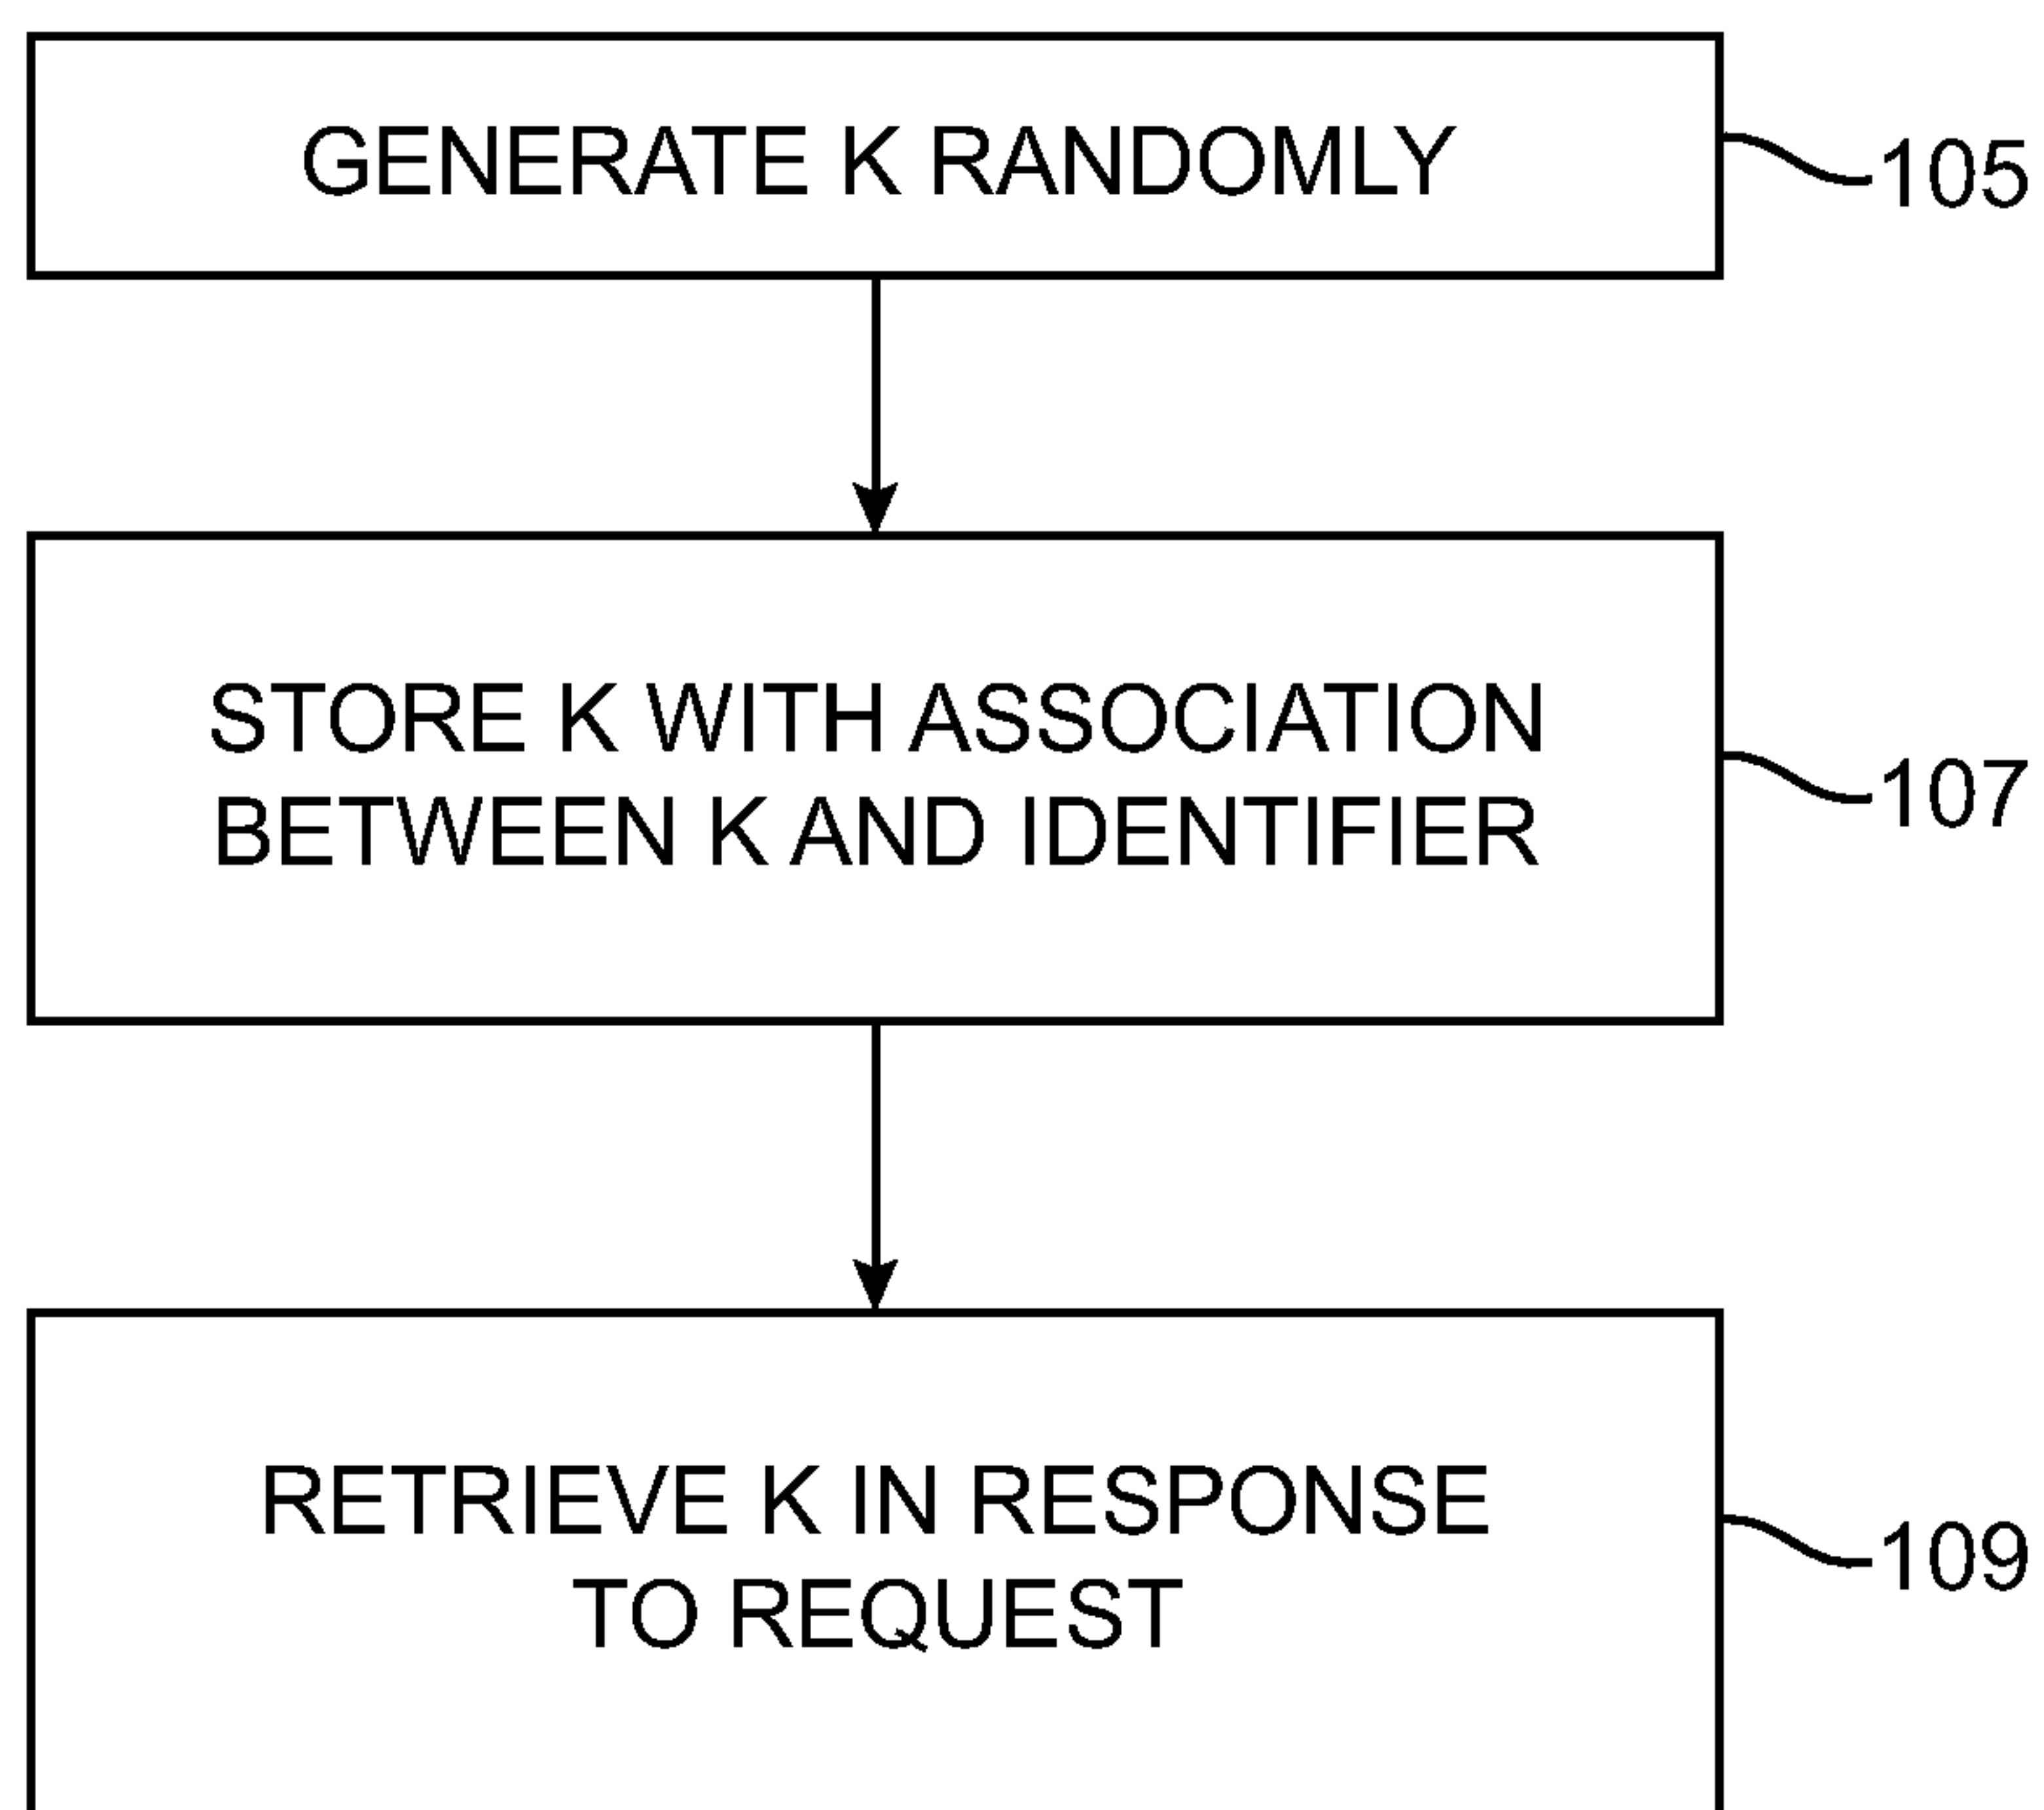 GENERATE K RANDOMLY
105
STORE K WITH ASSOCIATION
BETWEEN K AND IDENTIFIER
107
RETRIEVE K IN RESPONSE
TO REQUEST
109